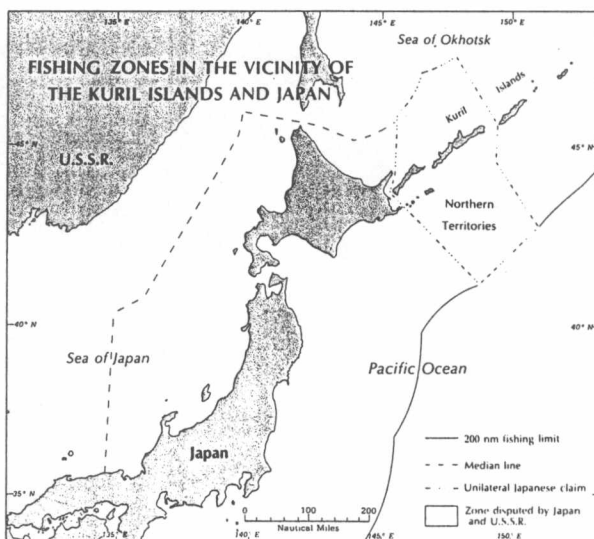 135° E
140° E
145° E
150° E
Sea of Okhotsk
FISHING ZONES IN THE VICINITY OF
THE KURIL ISLANDS AND JAPAN
Kuril
Islands
U.S.S.R.
45° N
45° N
Northern
Territories
40° N
40° N
Sea of Japan
Pacific Ocean
Japan
200 nm fishing limit
Median line
Unilateral Japanese claim
Zone disputed by Japan
and U.S.S.R.
35° N
0
100
200
Nautical Miles
135° E
140° E
145° E
150° E